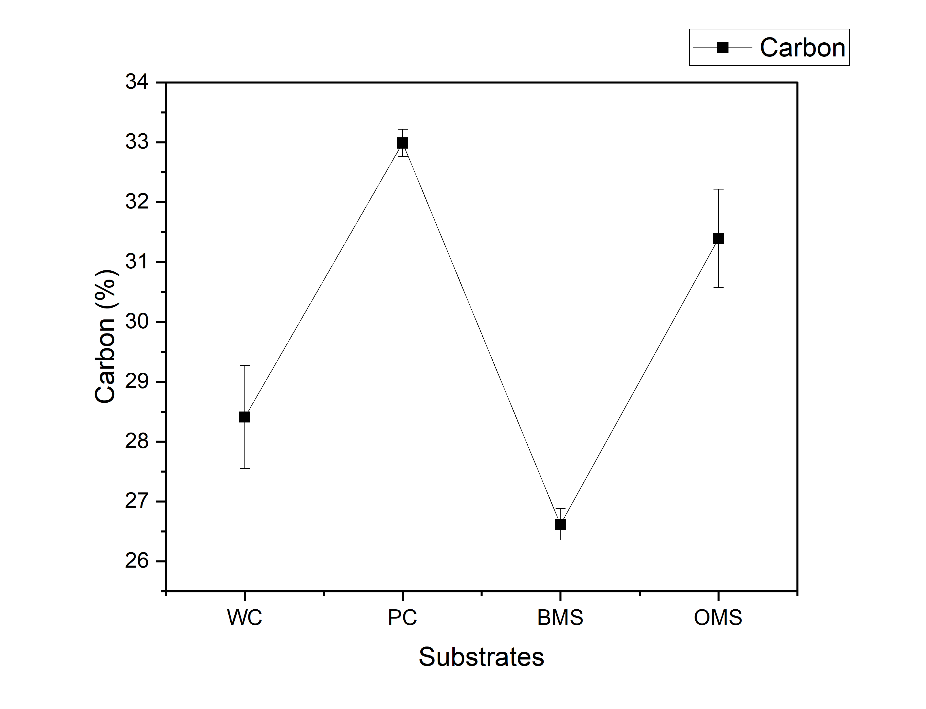 Carbon
34
33
32
31
30
29
28
27
26
Carbon (%)
WC PC BMS OMS
Substrates